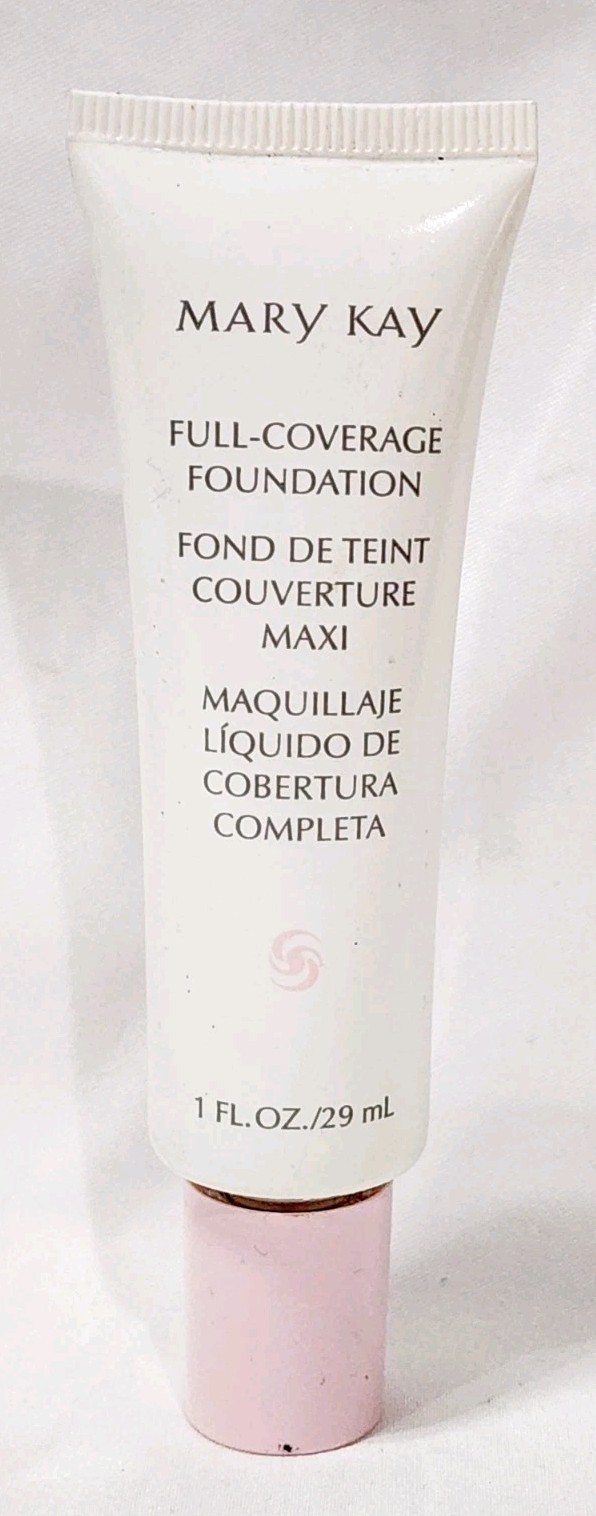 MARY KAY
FULL-COVERAGE
FOUNDATION
FOND DE TEINT
COUVERTURE
MAXI
MAQUILLAJE
LÍQUIDO DE
COBERTURA
COMPLETA
1 FL.OZ./29 mL